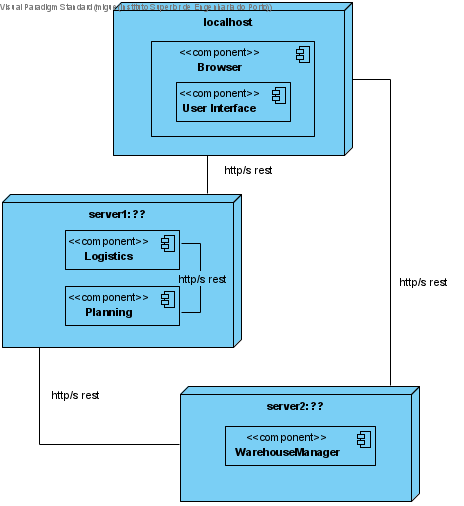 Visual Paradigm Standard(miguel(Instituto Superior de Engenharia do Porto))
localhost
<<component>>
Browser
<<component>>
User Interface
http/s rest
server1:??
<<component>>
Logistics
http/s rest
<<component>>
Planning
http/s rest
http/s rest
server2:??
<<component>>
WarehouseManager